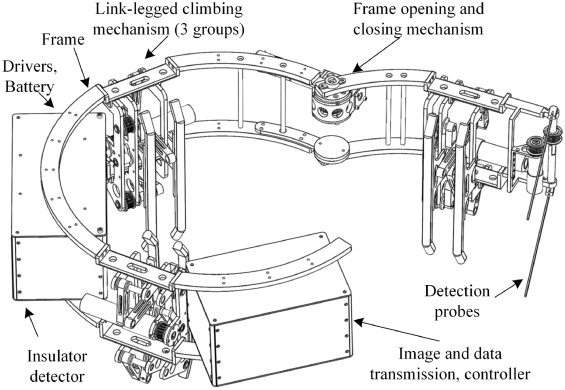 Link-legged climbing
mechanism (3 groups)
Frame opening and
closing mechanism
Frame
Drivers,
Battery
Insulator
detector
Detection
probes
Image and data
transmission, controller